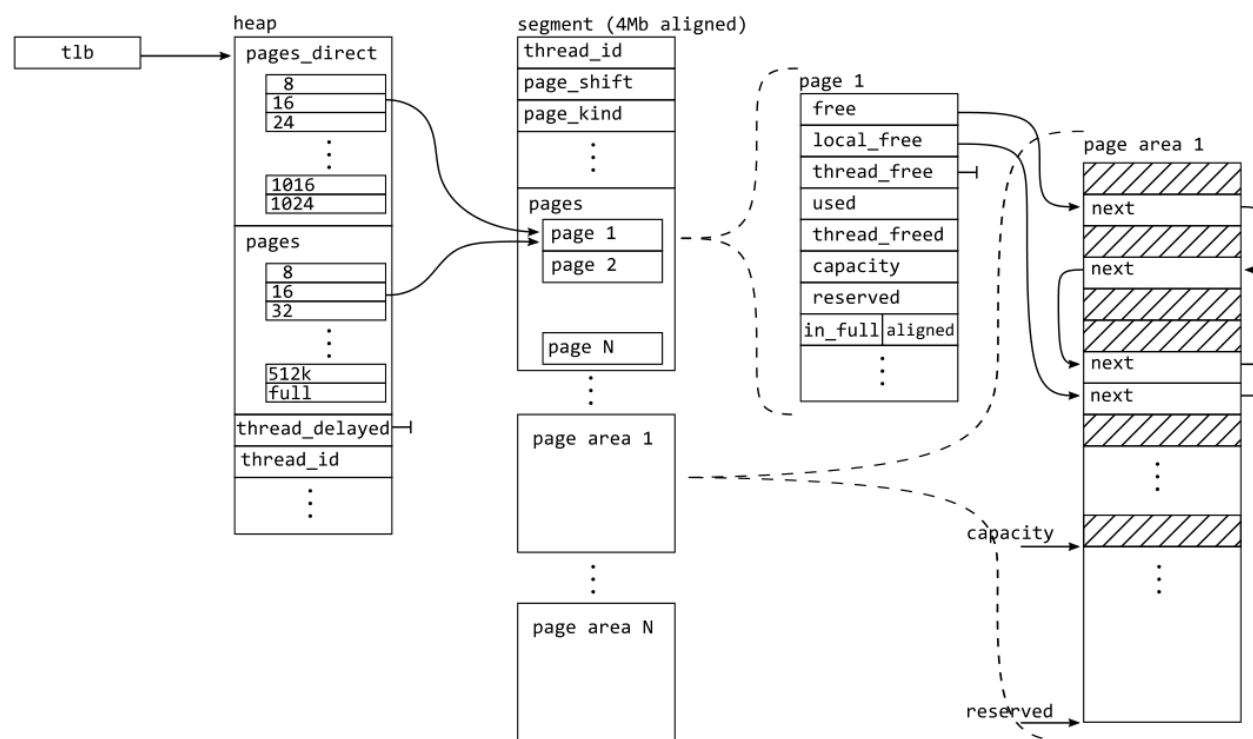 tlb
heap
pages_direct
8
16
24
1016
1024
pages
8
16
32
512k
full
thread_delayed
thread_id
segment (4Mb aligned)
thread_id
page_shift
page_kind
pages
page 1
page 2
page N
page area 1
page area N
page 1
free
local_free
thread_free
used
thread_freed
capacity
reserved
in_full aligned
page area 1
next
next
next
next
capacity
reserved